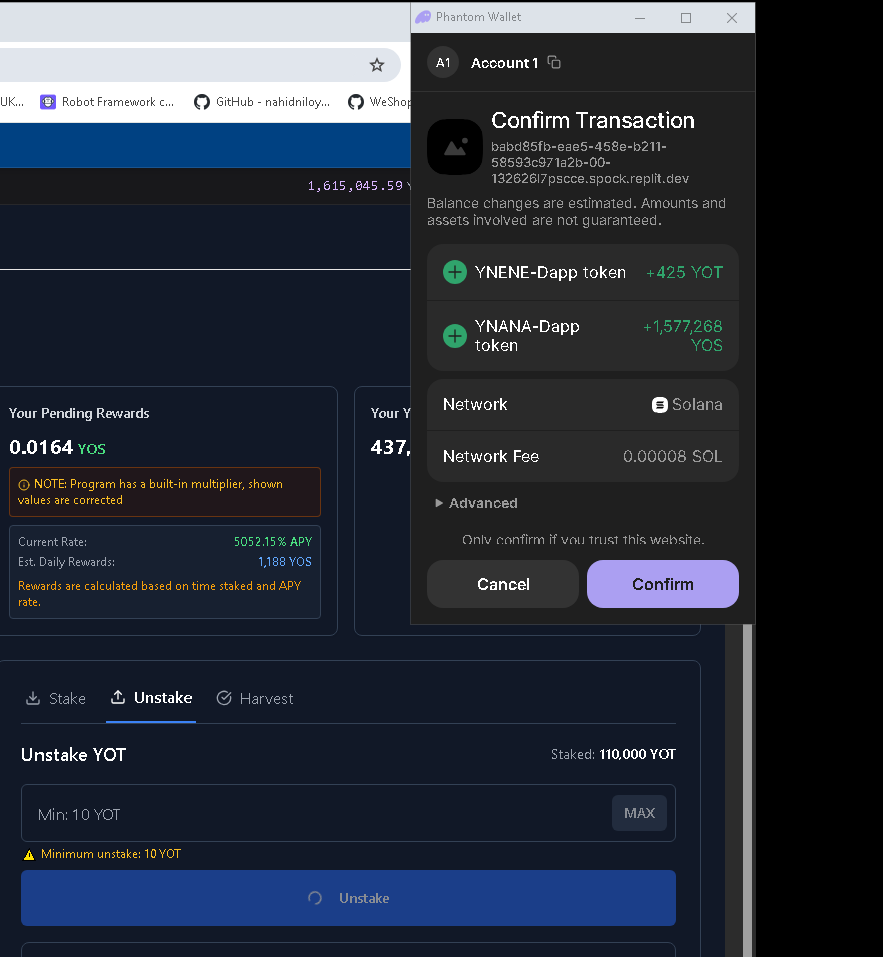 Phantom Wallet
A1
Account 1
UK...
Robot Framework c...
GitHub - nahidniloy...
WeShop
1,615,045.59 Y
Confirm Transaction
babd85fb-eae5-458e-b211-
58593c971a2b-00-
132626l7pscce.spock.replit.dev
Balance changes are estimated. Amounts and
assets involved are not guaranteed.
YNENE-Dapp token
+425 YOT
YNANA-Dapp
token
+1,577,268
YOS
Network
Solana
Network Fee
0.00008 SOL
Advanced
Only confirm if you trust this website.
Cancel
Confirm
Your Pending Rewards
0.0164 YOS
NOTE: Program has a built-in multiplier, shown
values are corrected
Current Rate:
5052.15% APY
Est. Daily Rewards:
1,188 YOS
Rewards are calculated based on time staked and APY
rate.
Your Y
437,
Stake
Unstake
Harvest
Unstake YOT
Staked: 110,000 YOT
Min: 10 YOT
MAX
Minimum unstake: 10 YOT
Unstake